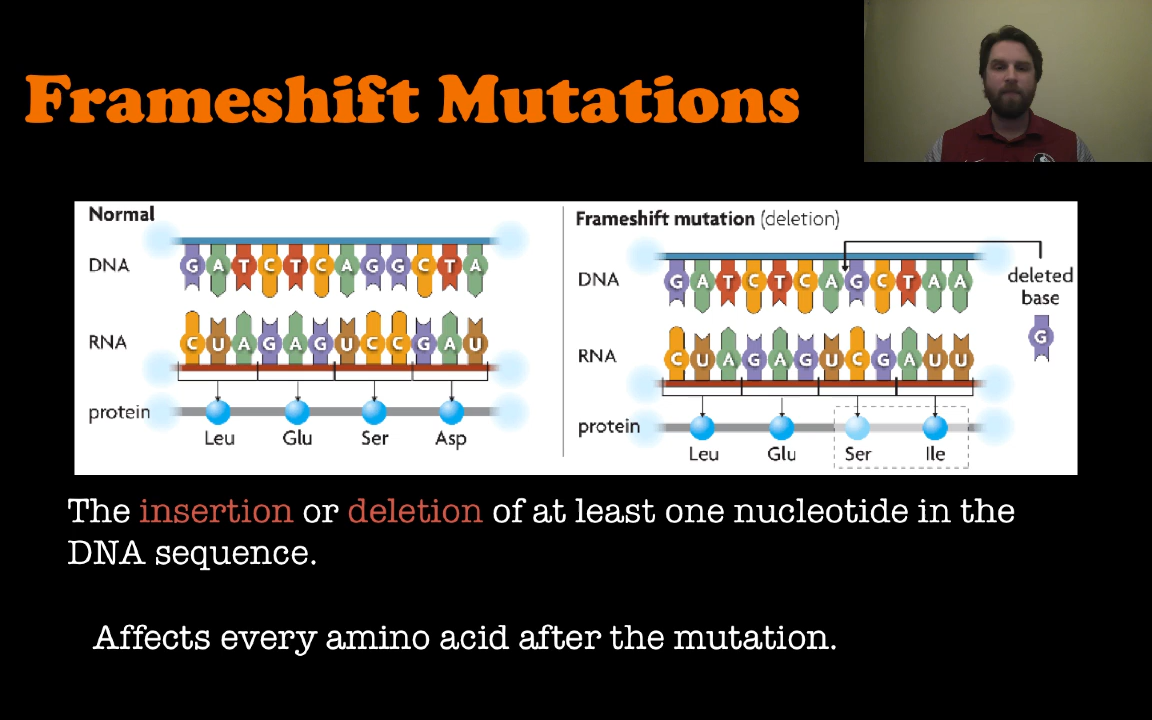 Frameshift Mutations
Normal
DNA
G A T C T C A G G C T A
RNA
C U A G A G U C C G A U
protein
Leu Glu Ser Asp
Frameshift mutation (deletion)
DNA
G A T C T C A G C T A A
deleted
base
G
RNA
C U A G A G U C G A U U
protein
Leu Glu Ser Ile
The insertion or deletion of at least one nucleotide in the
DNA sequence.
Affects every amino acid after the mutation.